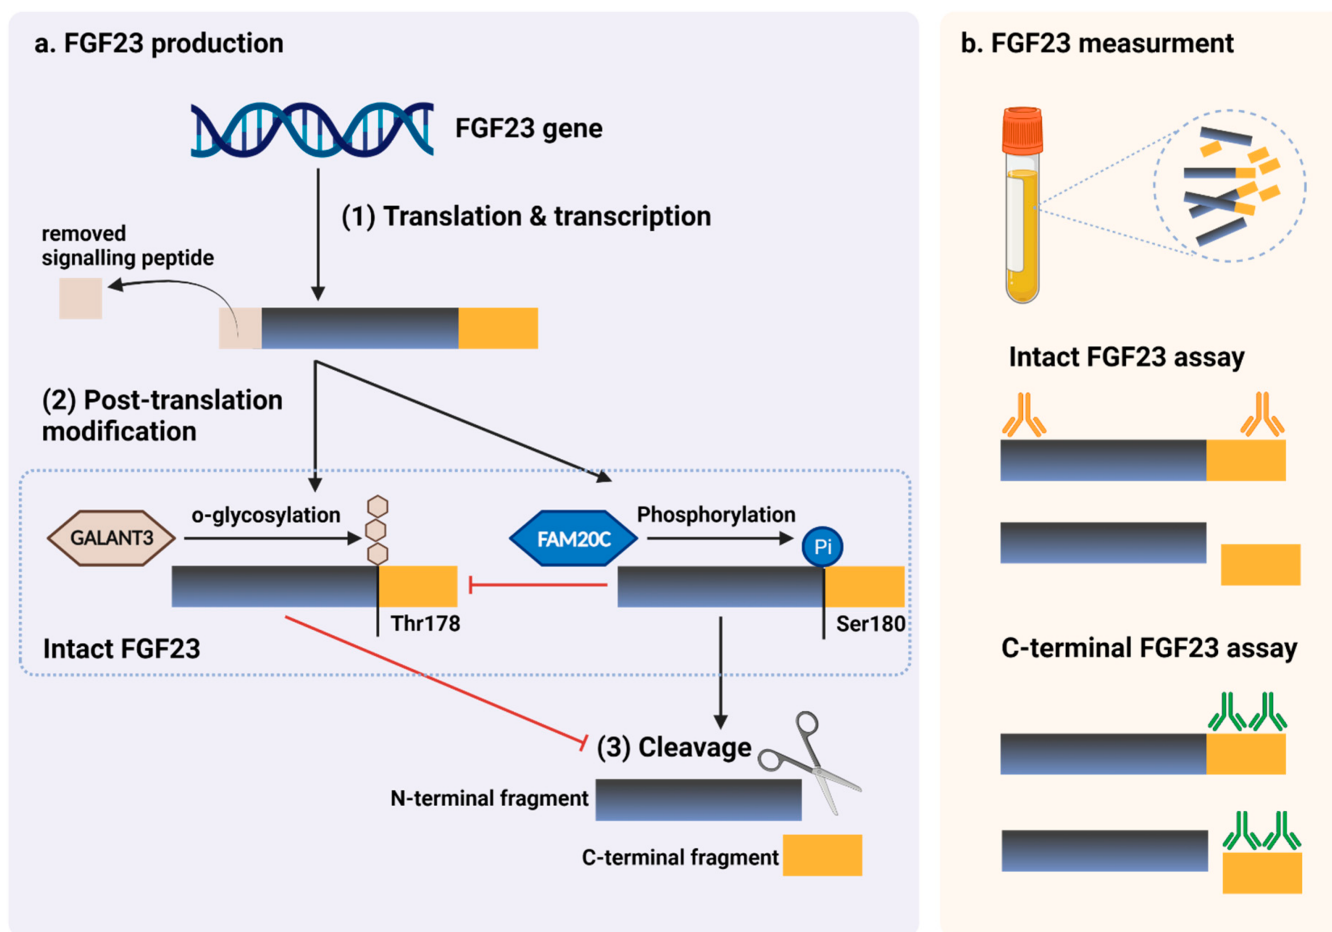 a. FGF23 production
FGF23 gene
(1) Translation & transcription
removed
signalling peptide
(2) Post-translation
modification
GALANT3
o-glycosylation
FAM20C
Phosphorylation
Pi
Thr178
Ser180
Intact FGF23
(3) Cleavage
N-terminal fragment
C-terminal fragment
b. FGF23 measurment
Intact FGF23 assay
C-terminal FGF23 assay